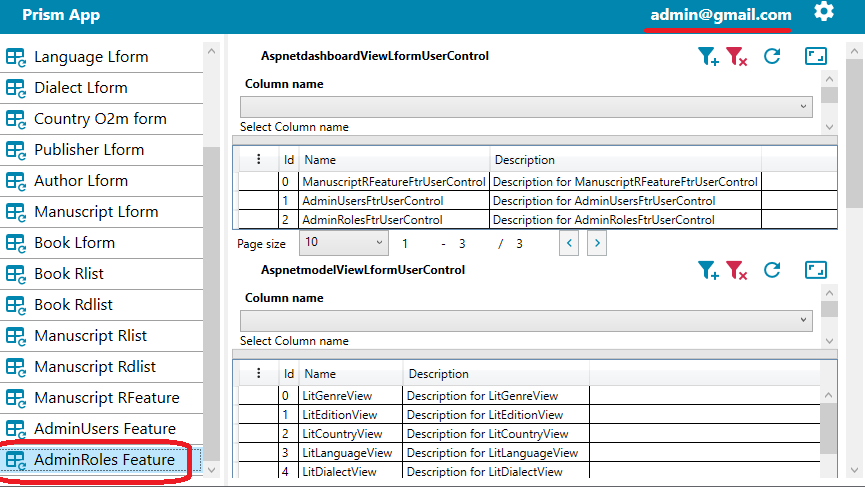 Prism App
admin@gmail.com
Language Lform
Dialect Lform
Country O2m form
Publisher Lform
Author Lform
Manuscript Lform
Book Lform
Book Rlist
Book Rdlist
Manuscript Rlist
Manuscript Rdlist
Manuscript RFeature
AdminUsers Feature
AdminRoles Feature
AspnetdashboardViewLformUserControl
Column name
Select Column name
Id Name Description
0 ManuscriptRFeatureFtrUserControl Description for ManuscriptRFeatureFtrUserControl
1 AdminUsersFtrUserControl Description for AdminUsersFtrUserControl
2 AdminRolesFtrUserControl Description for AdminRolesFtrUserControl
Page size 10 1 - 3 / 3 < >
AspnetmodelViewLformUserControl
Column name
Select Column name
Id Name Description
0 LitGenreView Description for LitGenreView
1 LitEditionView Description for LitEditionView
2 LitCountryView Description for LitCountryView
3 LitLanguageView Description for LitLanguageView
4 LitDialectView Description for LitDialectView